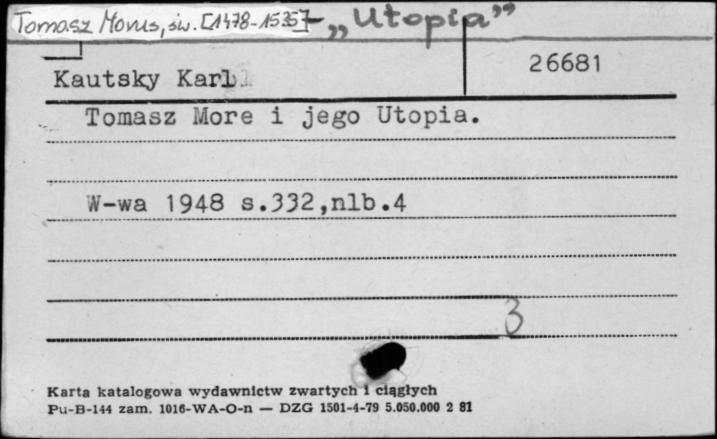 Tomasz Morus, św. [1478-1535] - „Utopia”
Kautsky Karl
26681
Tomasz More i jego Utopia.
W-wa 1948 s.332,nlb.4
3
Karta katalogowa wydawnictw zwartych i ciągłych
Pu-B-144 zam. 1016-WA-O-n — DZG 1501-4-79 5.050.000 2 81